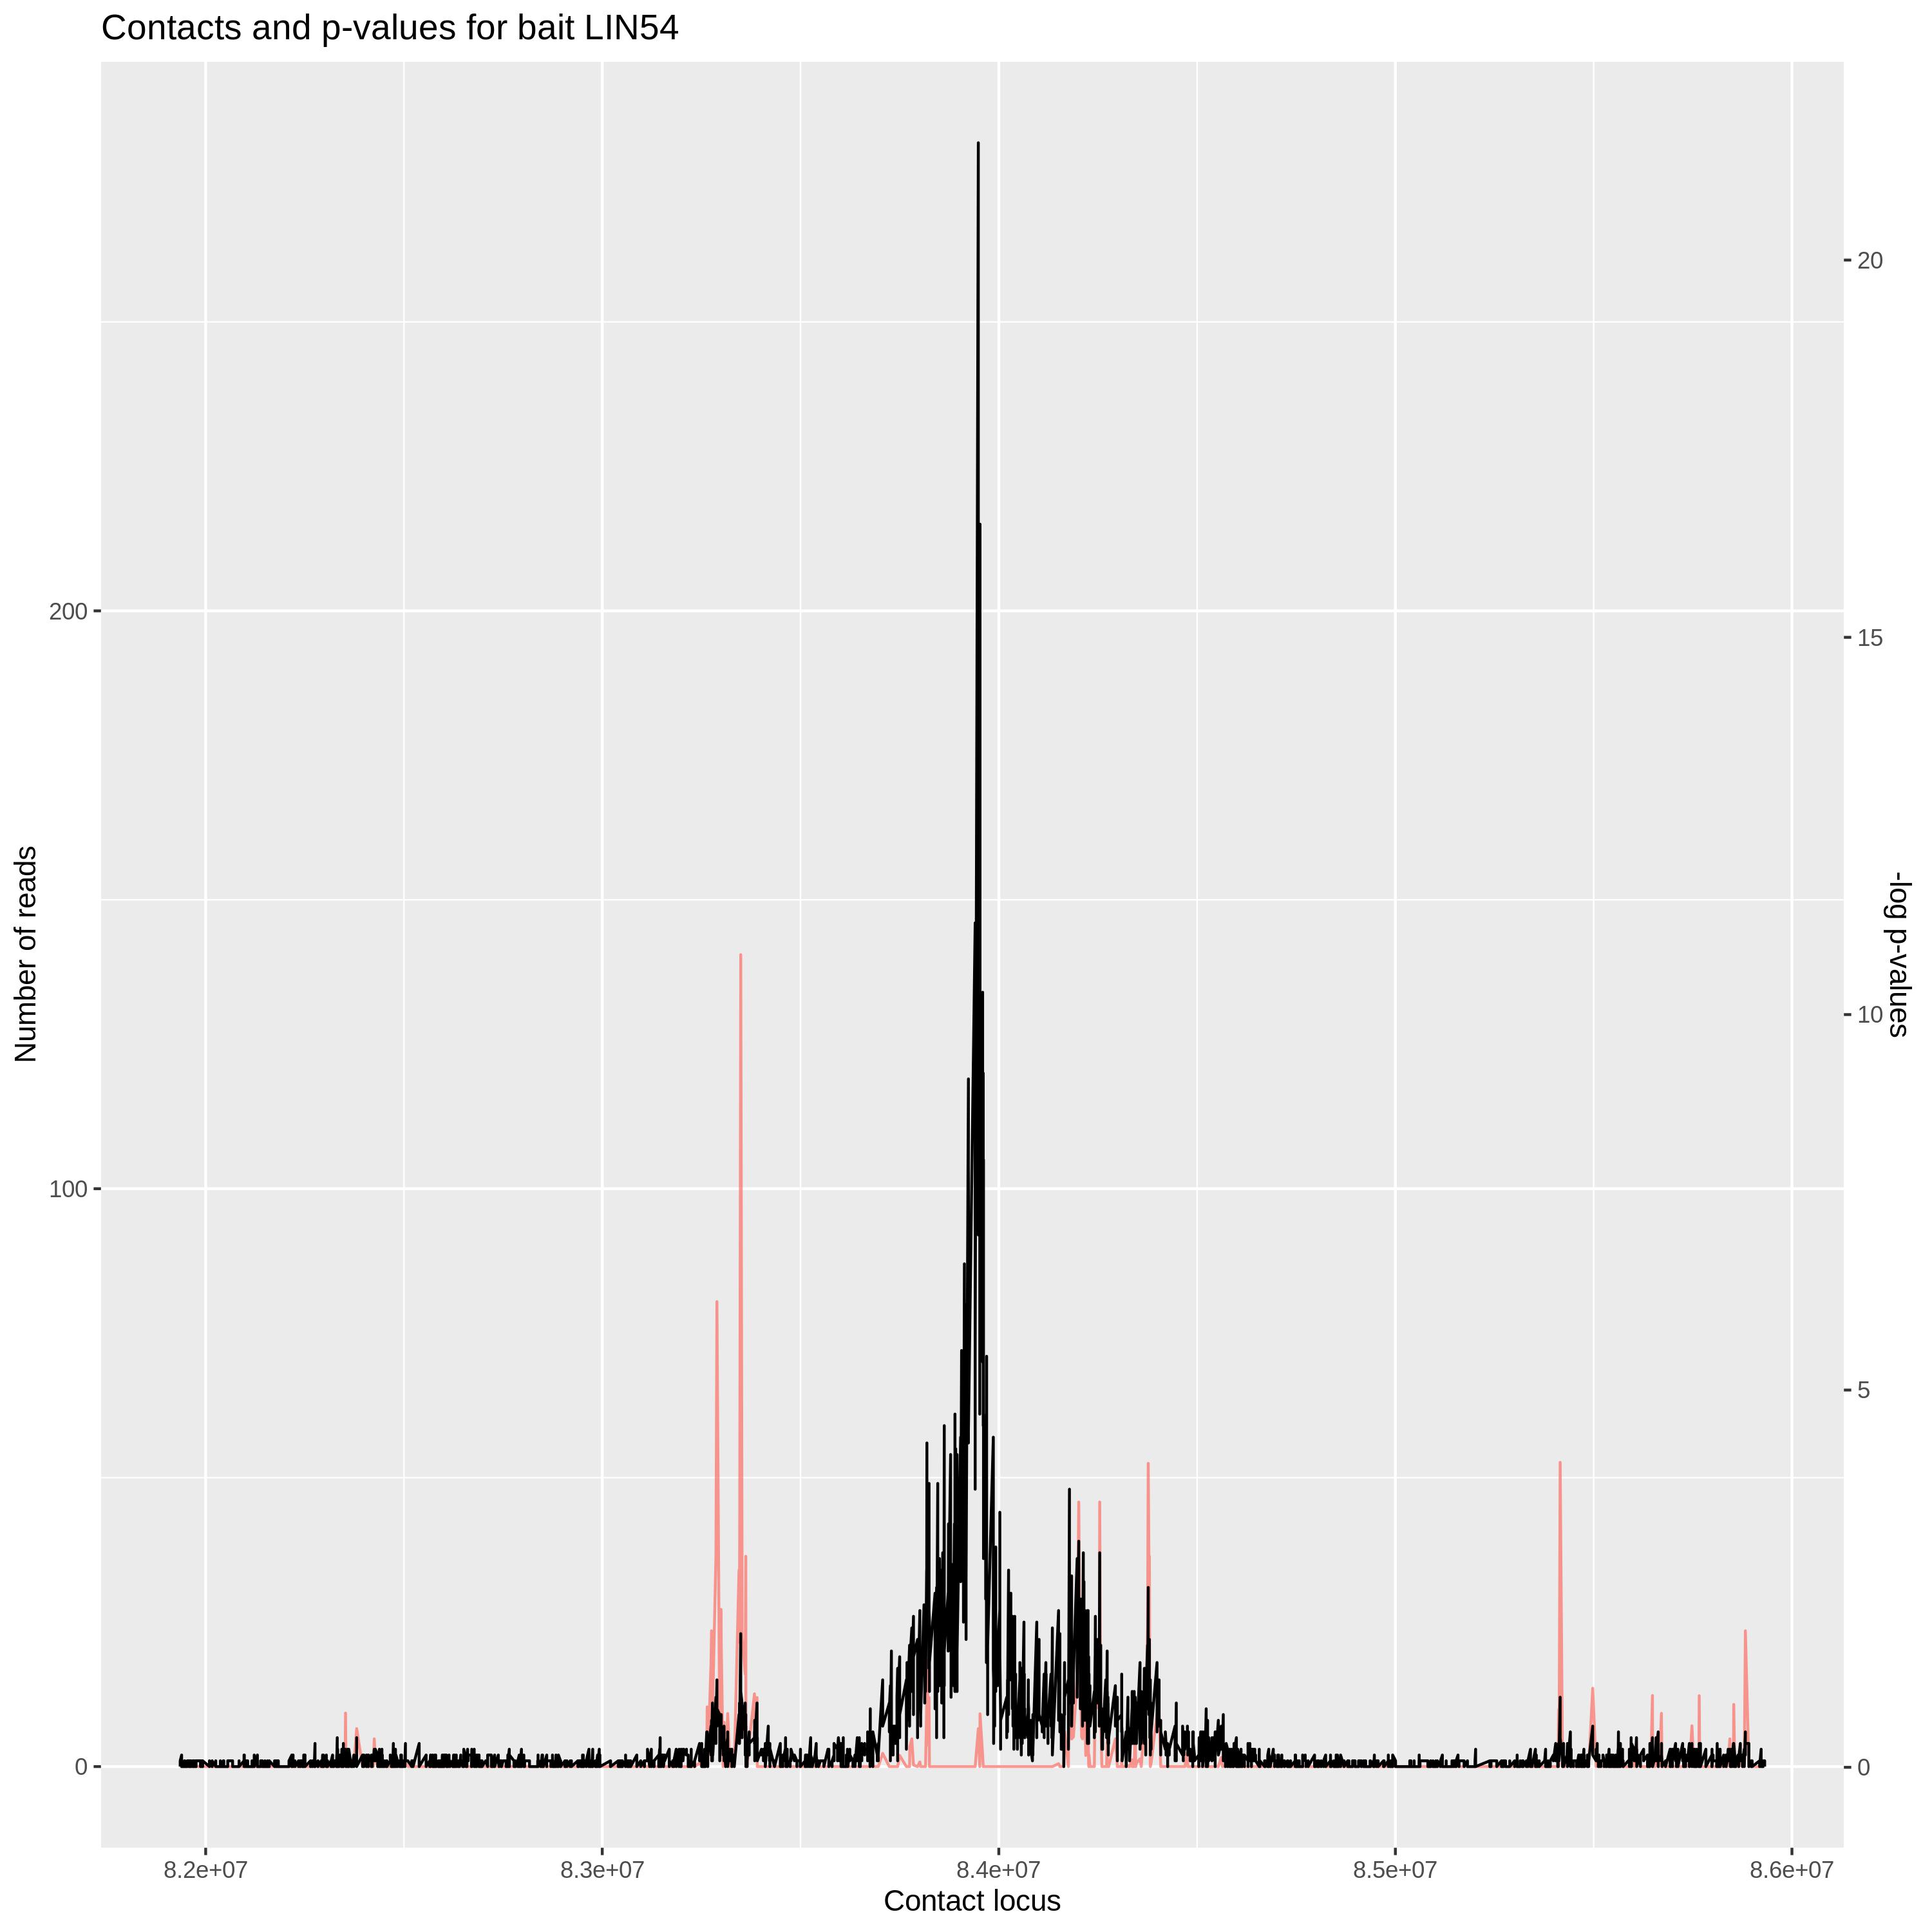 Contacts and p-values for bait LIN54
Number of reads
200
100
0
20
15
10
5
0
-log p-values
8.2e+07 8.3e+07 8.4e+07 8.5e+07 8.6e+07
Contact locus